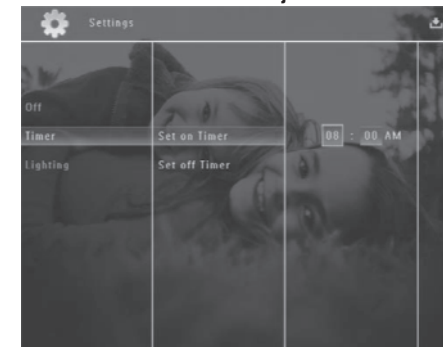 Settings
Off
Timer
Set on Timer
08 : 00 AM
Lighting
Set off Timer